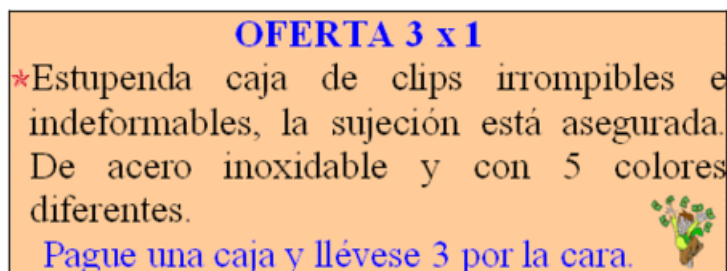 OFERTA 3 x 1
*Estupenda caja de clips irrompibles e
indeformables, la sujeción está asegurada.
De acero inoxidable y con 5 colores
diferentes.
Pague una caja y llévese 3 por la cara.